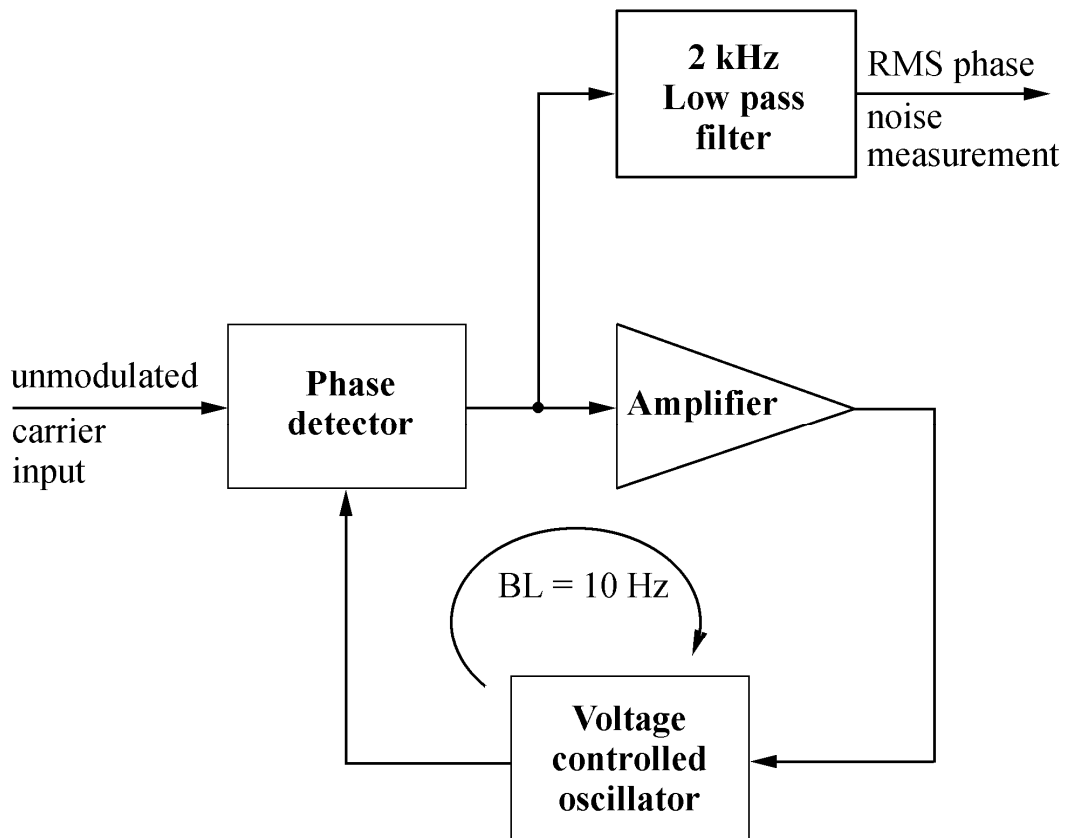 2 kHz
Low pass
filter
RMS phase
noise
measurement
unmodulated
carrier
input
Phase
detector
Amplifier
BL = 10 Hz
Voltage
controlled
oscillator